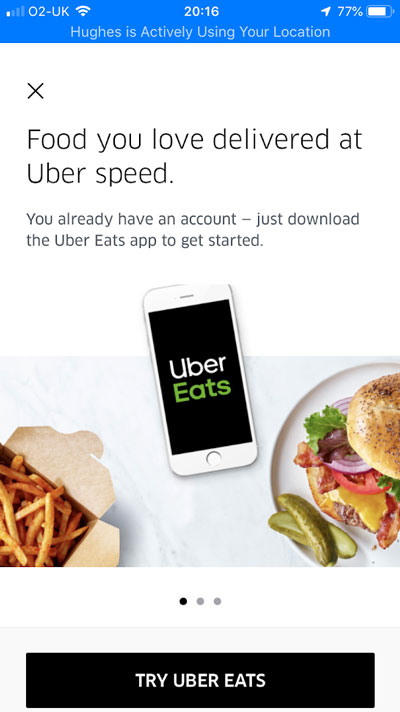 O2-UK 20:16 77%
Hughes is Actively Using Your Location
Food you love delivered at
Uber speed.
You already have an account – just download
the Uber Eats app to get started.
Uber
Eats
TRY UBER EATS